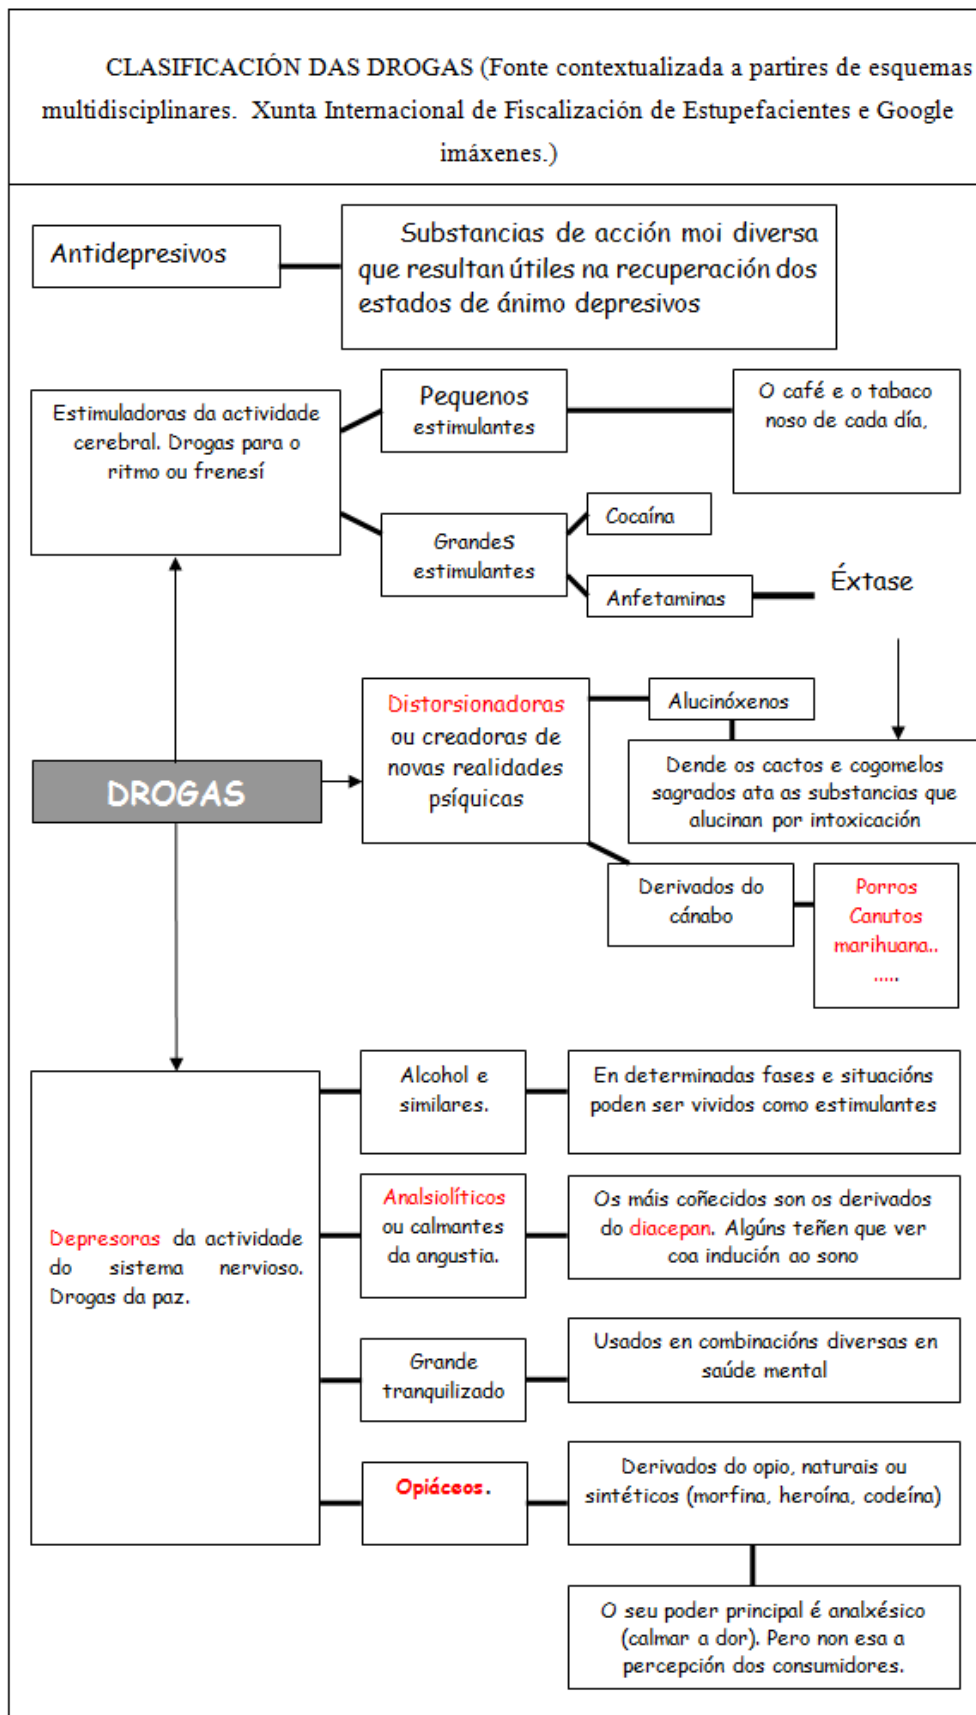 CLASIFICACIÓN DAS DROGAS (Fonte contextualizada a partires de esquemas
multidisciplinares. Xunta Internacional de Fiscalización de Estupefacientes e Google
imáxenes.)
Antidepresivos
Substancias de acción moi diversa
que resultan útiles na recuperación dos
estados de ánimo depresivos
Estimuladoras da actividade
cerebral. Drogas para o
ritmo ou frenesí
Pequenos
estimulantes
O café e o tabaco
noso de cada día,
Grandes
estimulantes
Cocaína
Anfetaminas
Éxtase
DROGAS
Distorsionadoras
ou creadoras de
novas realidades
psíquicas
Alucinóxenos
Dende os cactos e cogomelos
sagrados ata as substancias que
alucinan por intoxicación
Derivados do
cánabo
Porros
Canutos
marihuana..
.....
Depresoras da actividade
do sistema nervioso.
Drogas da paz.
Alcohol e
similares.
En determinadas fases e situacións
poden ser vividos como estimulantes
Analsiolíticos
ou calmantes
da angustia.
Os máis coñecidos son os derivados
do diacepan. Algúns teñen que ver
coa indución ao sono
Grande
tranquilizado
Usados en combinacións diversas en
saúde mental
Opiáceos.
Derivados do opio, naturais ou
sintéticos (morfina, heroína, codeína)
O seu poder principal é analxésico
(calmar a dor). Pero non esa a
percepción dos consumidores.